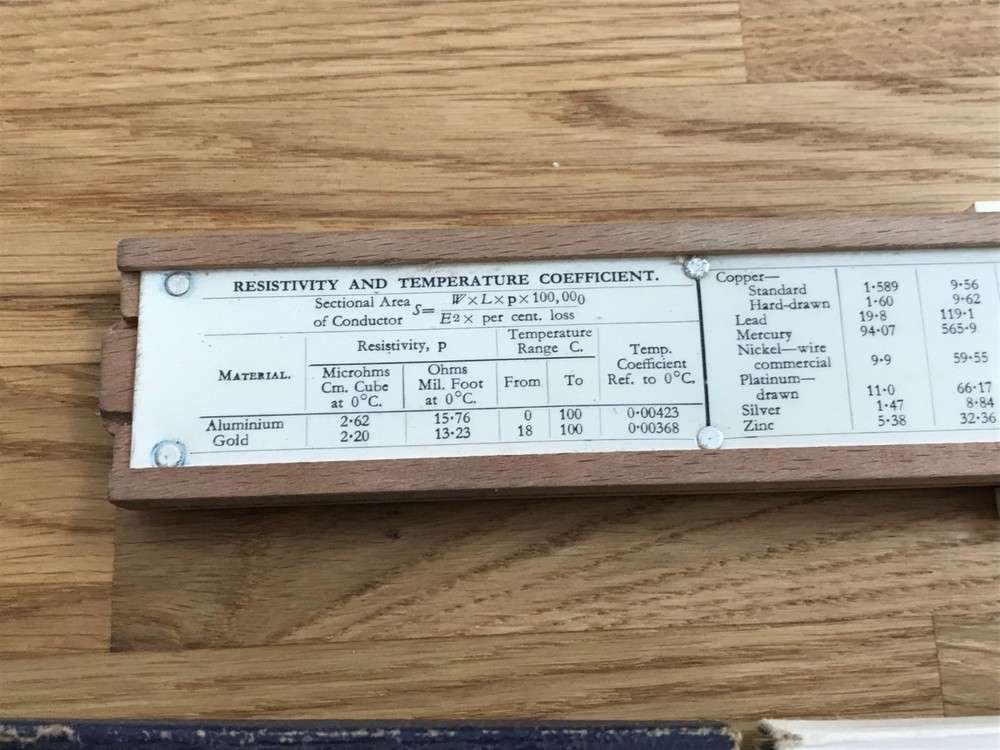 RESISTIVITY AND TEMPERATURE COEFFICIENT.
Sectional Area of Conductor S= W×L×p×100,000
E2× per cent. loss
MATERIAL.
Resistivity, p
Microhms
Cm. Cube
at 0°C.
Ohms
Mil. Foot
at 0°C.
Temperature
Range C.
From To
Temp.
Coefficient
Ref. to 0°C.
Aluminium 2·62 15·76 0 100 0·00423
Gold 2·20 13·23 18 100 0·00368
Copper—
Standard 1·589 9·56
Hard-drawn 1·60 9·62
Lead 19·8 119·1
Mercury 94·07 565·9
Nickel—wire
commercial 9·9 59·55
Platinum—
drawn 11·0 66·17
Silver 1·47 8·84
Zinc 5·38 32·36